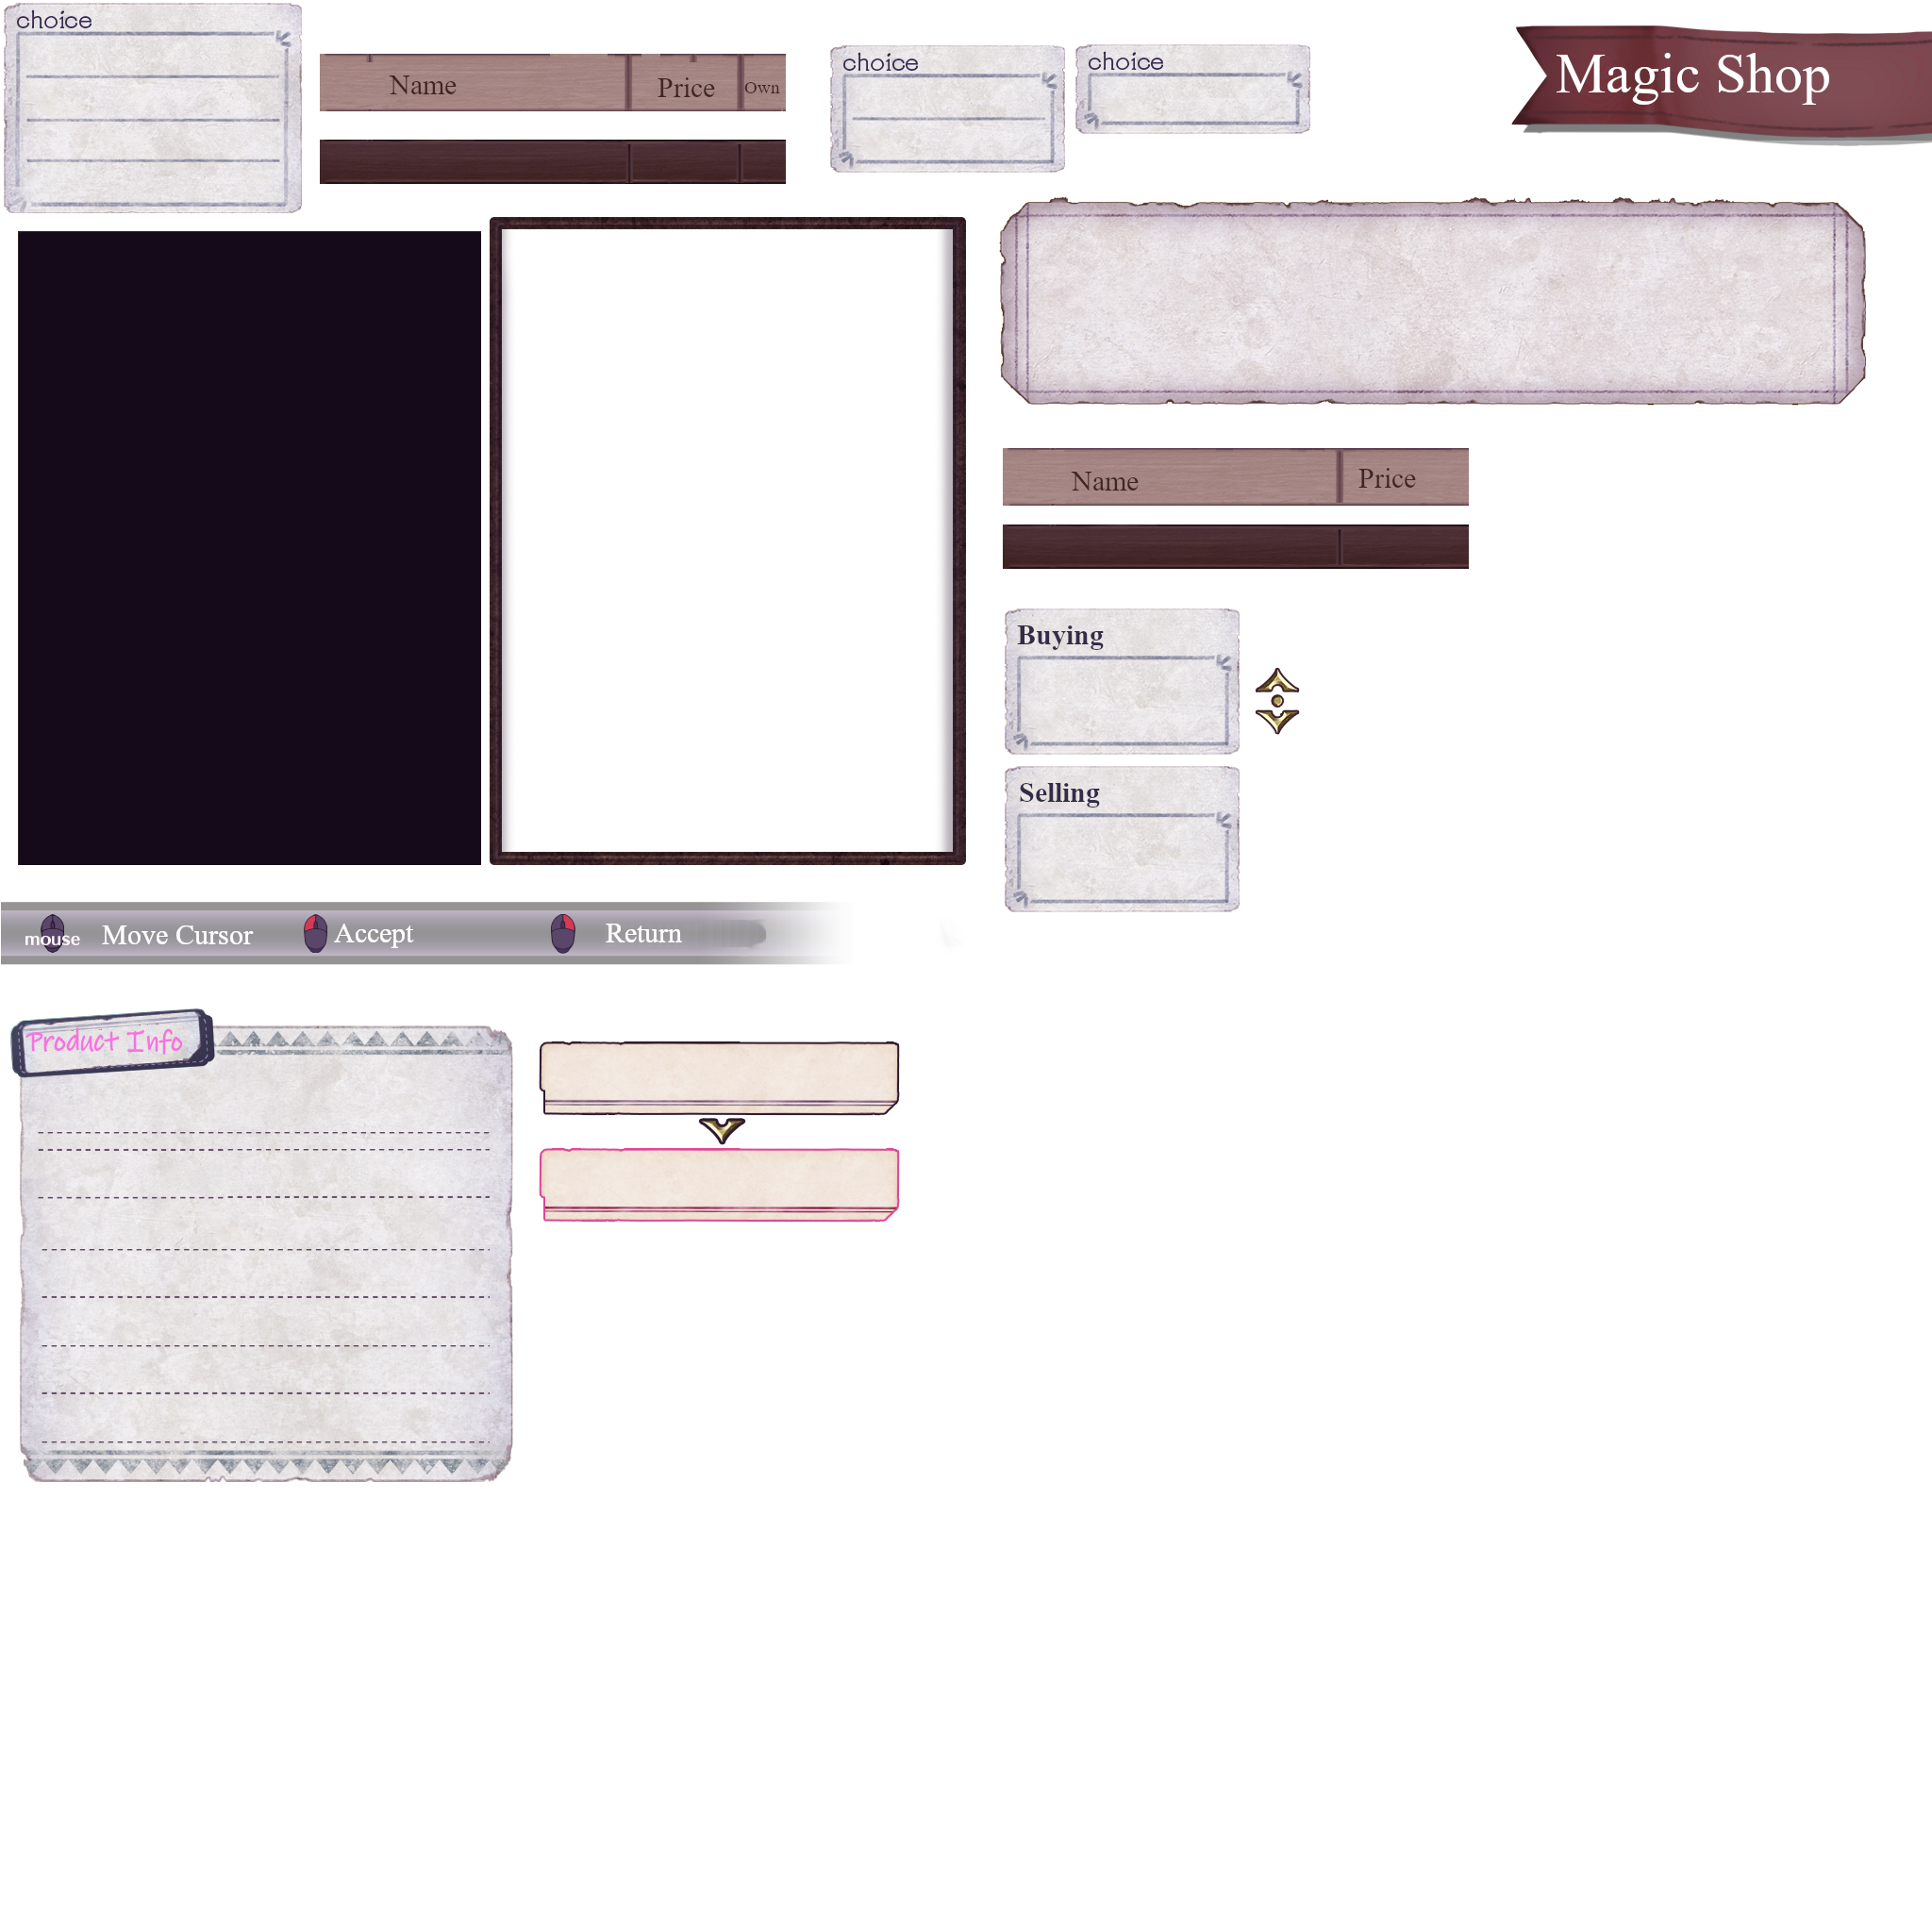 choice
Name Price Own
choice
choice
Magic Shop
Name Price
Buying
Selling
mouse Move Cursor Accept Return
Product Info